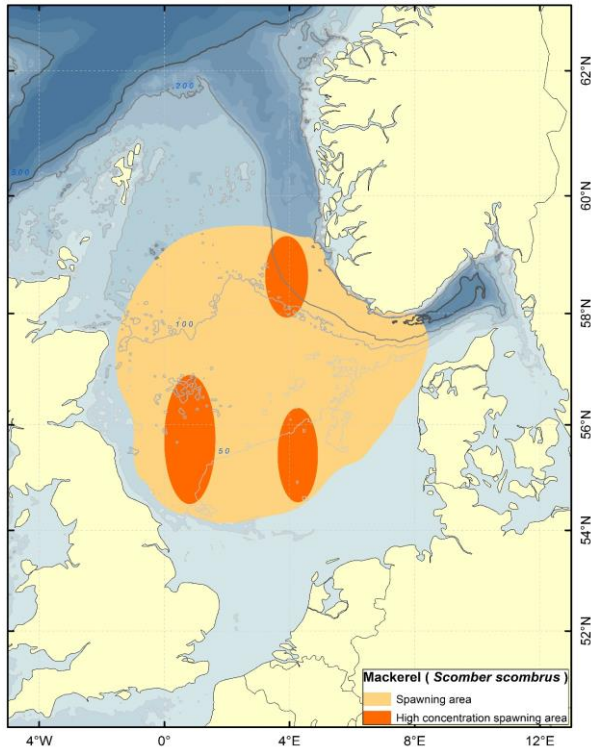 62°N
200
500
60°N
58°N
100
56°N
50
54°N
52°N
Mackerel ( Scomber scombrus )
Spawning area
High concentration spawning area
4°W
0°
4°E
8°E
12°E